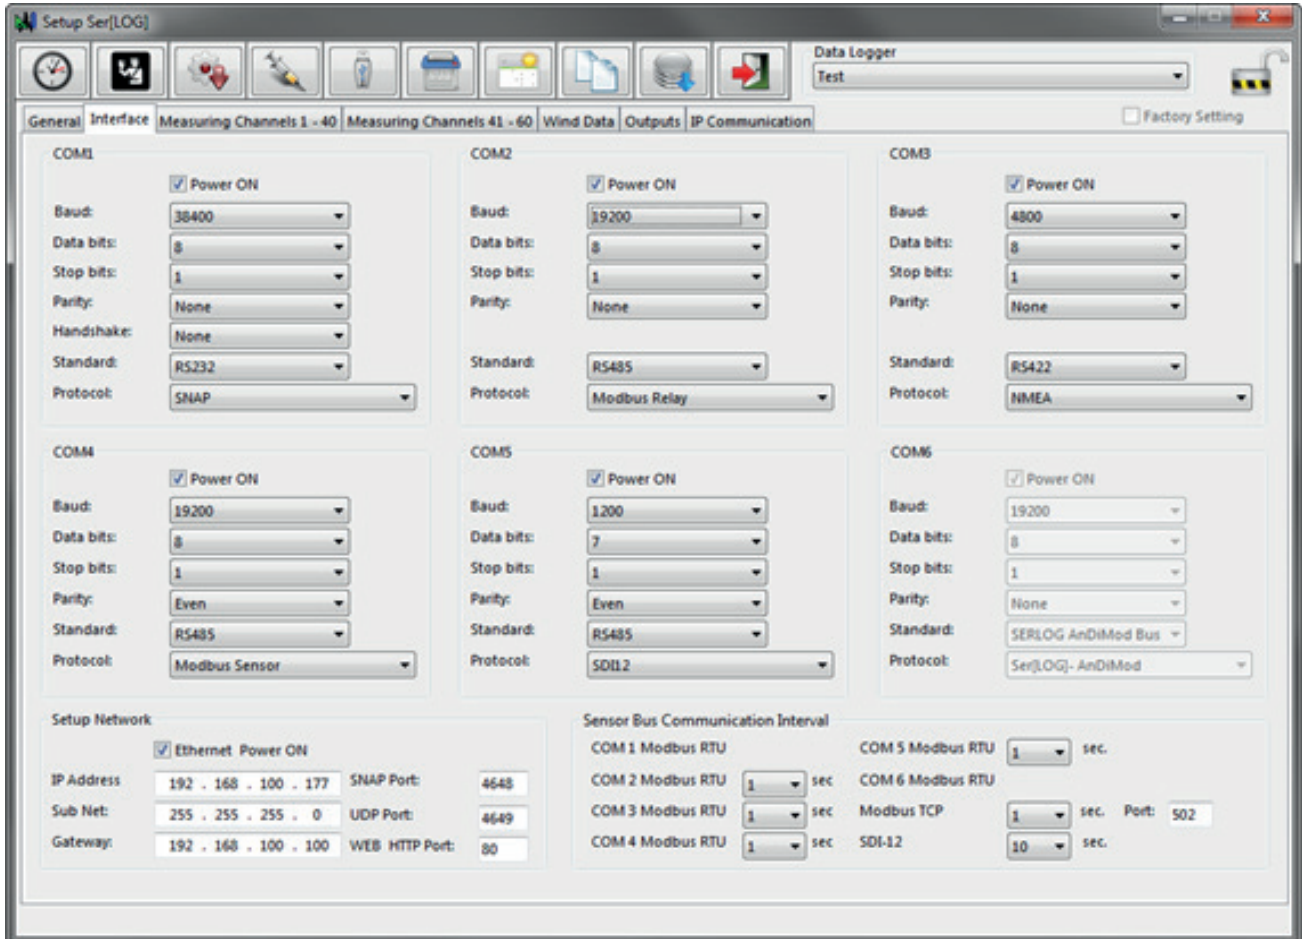 Setup Ser[LOG]
Data Logger
Test
General Interface Measuring Channels 1 - 40 Measuring Channels 41 - 60 Wind Data Outputs IP Communication
Factory Setting
COM1
Power ON
Baud: 38400
Data bits: 8
Stop bits: 1
Parity: None
Handshake: None
Standard: RS232
Protocol: SNAP
COM2
Power ON
Baud: 19200
Data bits: 8
Stop bits: 1
Parity: None
Standard: RS485
Protocol: Modbus Relay
COM3
Power ON
Baud: 4800
Data bits: 8
Stop bits: 1
Parity: None
Standard: RS422
Protocol: NMEA
COM4
Power ON
Baud: 19200
Data bits: 8
Stop bits: 1
Parity: Even
Standard: RS485
Protocol: Modbus Sensor
COM5
Power ON
Baud: 1200
Data bits: 7
Stop bits: 1
Parity: Even
Standard: RS485
Protocol: SDI12
COM6
Power ON
Baud: 19200
Data bits: 8
Stop bits: 1
Parity: None
Standard: SERLOG AnDiMod Bus
Protocol: Ser[LOG]- AnDiMod
Setup Network
Ethernet Power ON
IP Address 192 . 168 . 100 . 177 SNAP Port: 4648
Sub Net: 255 . 255 . 255 . 0 UDP Port: 4649
Gateway: 192 . 168 . 100 . 100 WEB HTTP Port: 80
Sensor Bus Communication Interval
COM 1 Modbus RTU COM 5 Modbus RTU 1 sec.
COM 2 Modbus RTU 1 sec COM 6 Modbus RTU
COM 3 Modbus RTU 1 sec Modbus TCP 1 sec. Port: 502
COM 4 Modbus RTU 1 sec SDI-12 10 sec.